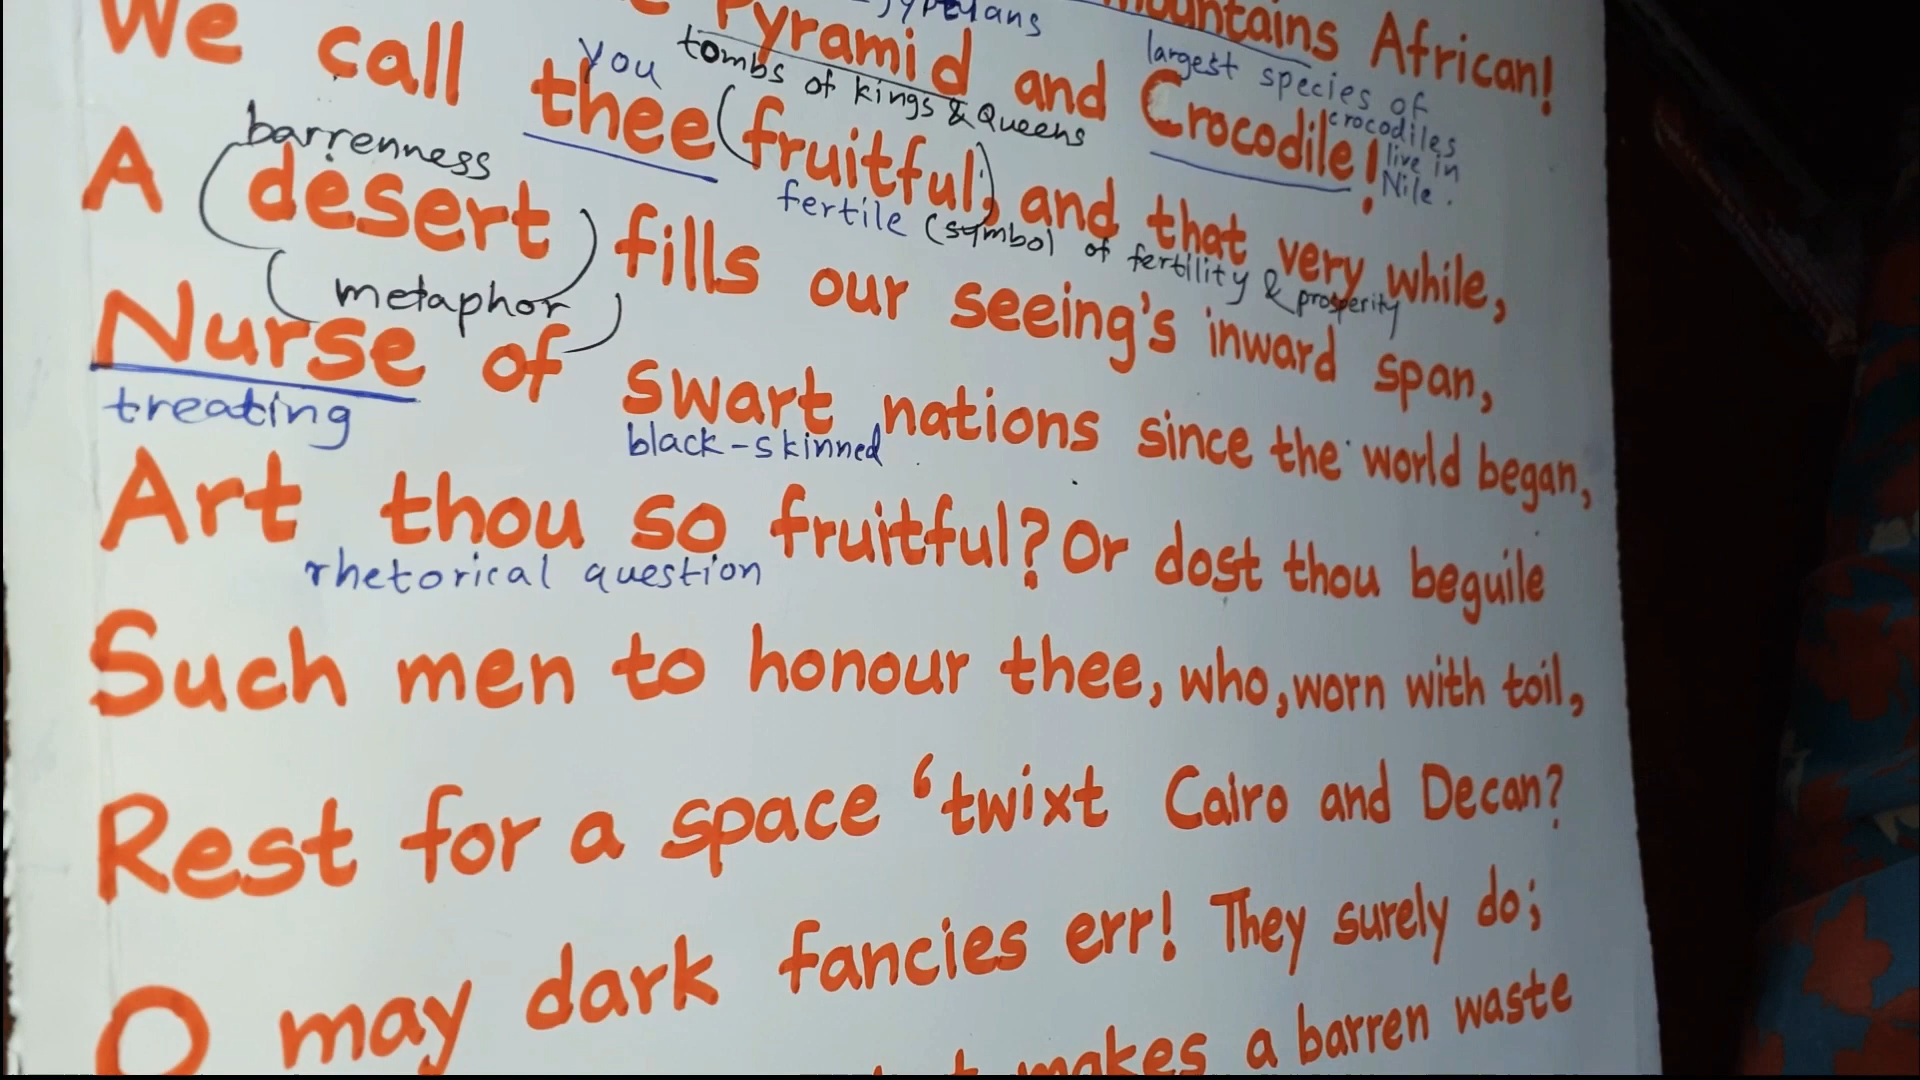 mountains African!
Pyramid and Crocodile!
tombs of kings & Queens
largest species of crocodiles live in Nile.
We call thee (fruitful), and that very while,
you
fertile (symbol of fertility & prosperity
barrenness
A (desert) fills our seeing's inward span,
(metaphor)
Nurse of swart nations since the world began,
treating
black-skinned
Art thou so fruitful? Or dost thou beguile
rhetorical question
Such men to honour thee, who, worn with toil,
Rest for a space 'twixt Cairo and Decan?
O may dark fancies err! They surely do;
makes a barren waste